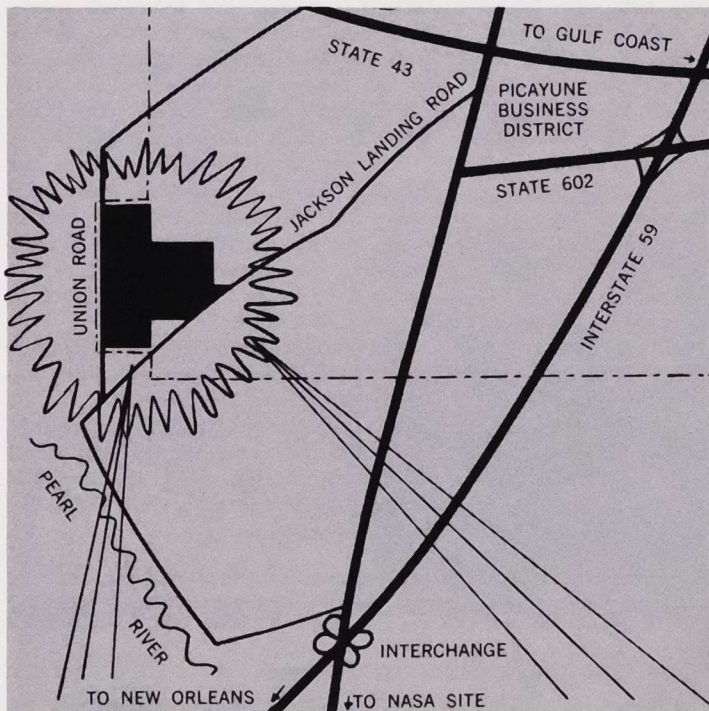 TO GULF COAST
STATE 43
PICAYUNE
BUSINESS
DISTRICT
JACKSON LANDING ROAD
STATE 602
UNION ROAD
INTERSTATE 59
PEARL
RIVER
INTERCHANGE
TO NEW ORLEANS
TO NASA SITE